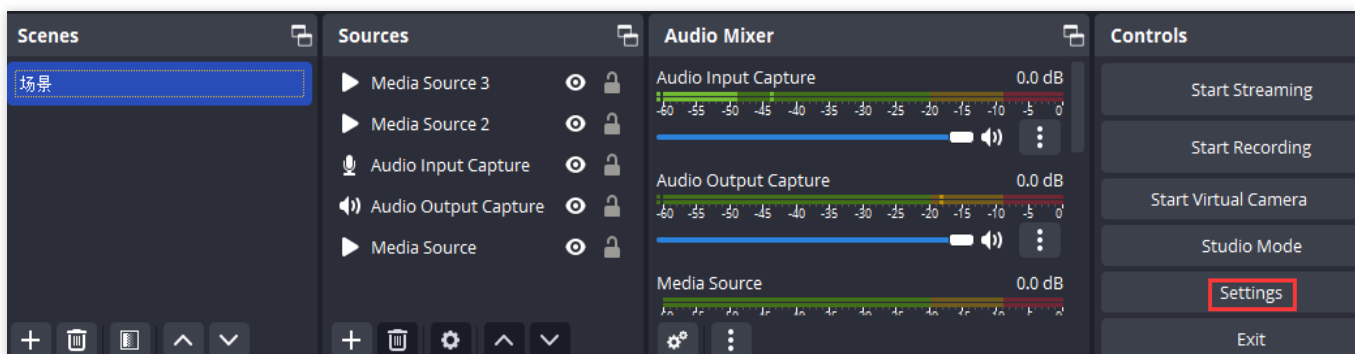 Scenes
场景
Sources
Media Source 3
Media Source 2
Audio Input Capture
Audio Output Capture
Media Source
Audio Mixer
Audio Input Capture 0.0 dB
-60 -55 -50 -45 -40 -35 -30 -25 -20 -15 -10 -5 0
Audio Output Capture 0.0 dB
-60 -55 -50 -45 -40 -35 -30 -25 -20 -15 -10 -5 0
Media Source 0.0 dB
Controls
Start Streaming
Start Recording
Start Virtual Camera
Studio Mode
Settings
Exit